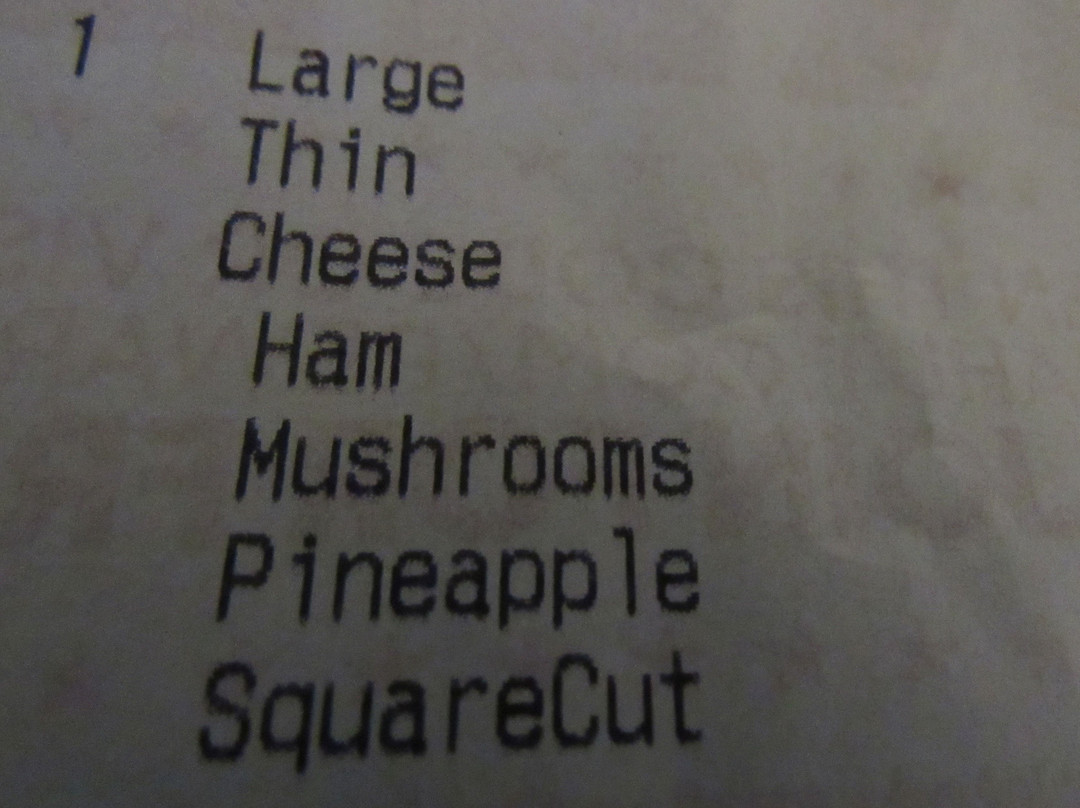 1 Large
Thin
Cheese
Ham
Mushrooms
Pineapple
SquareCut